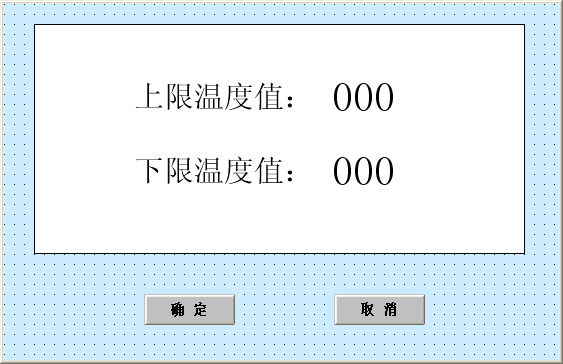 上限温度值： 000
下限温度值： 000
确 定 取 消